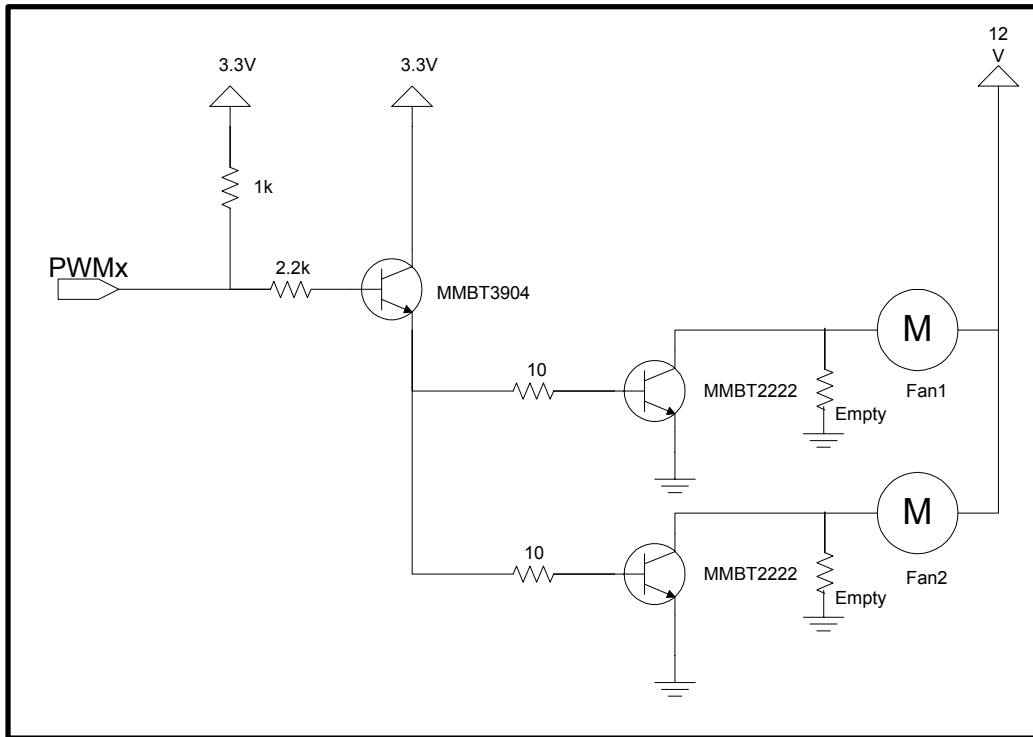 12
V
3.3V
3.3V
1k
PWMx
2.2k
MMBT3904
M
10
MMBT2222
Fan1
Empty
M
10
MMBT2222
Fan2
Empty